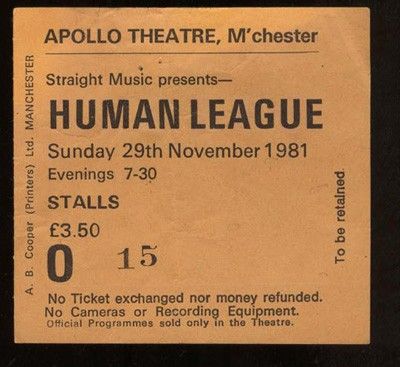 APOLLO THEATRE, M'chester
Straight Music presents—
HUMAN LEAGUE
Sunday 29th November 1981
Evenings 7-30
STALLS
£3.50
O 15
No Ticket exchanged nor money refunded.
No Cameras or Recording Equipment.
Official Programmes sold only in the Theatre.
A. B. Cooper (Printers) Ltd. MANCHESTER
To be retained